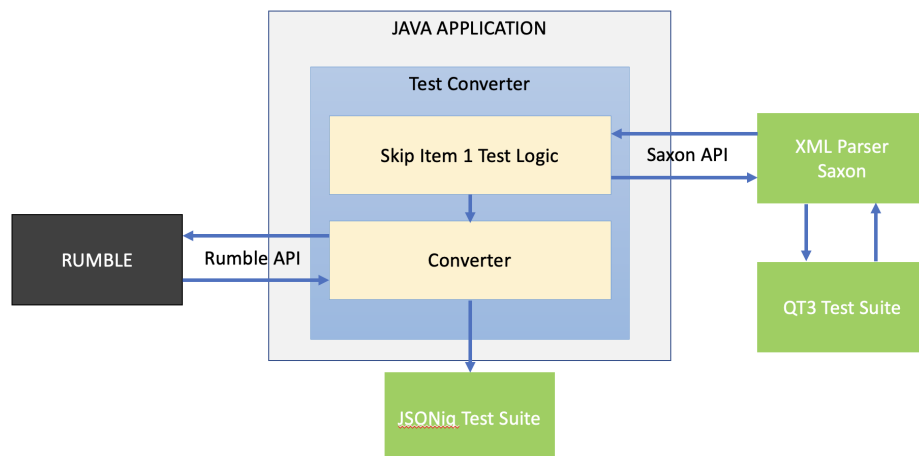 JAVA APPLICATION
Test Converter
Skip Item 1 Test Logic
Saxon API
XML Parser
Saxon
RUMBLE
Rumble API
Converter
QT3 Test Suite
JSONiq Test Suite